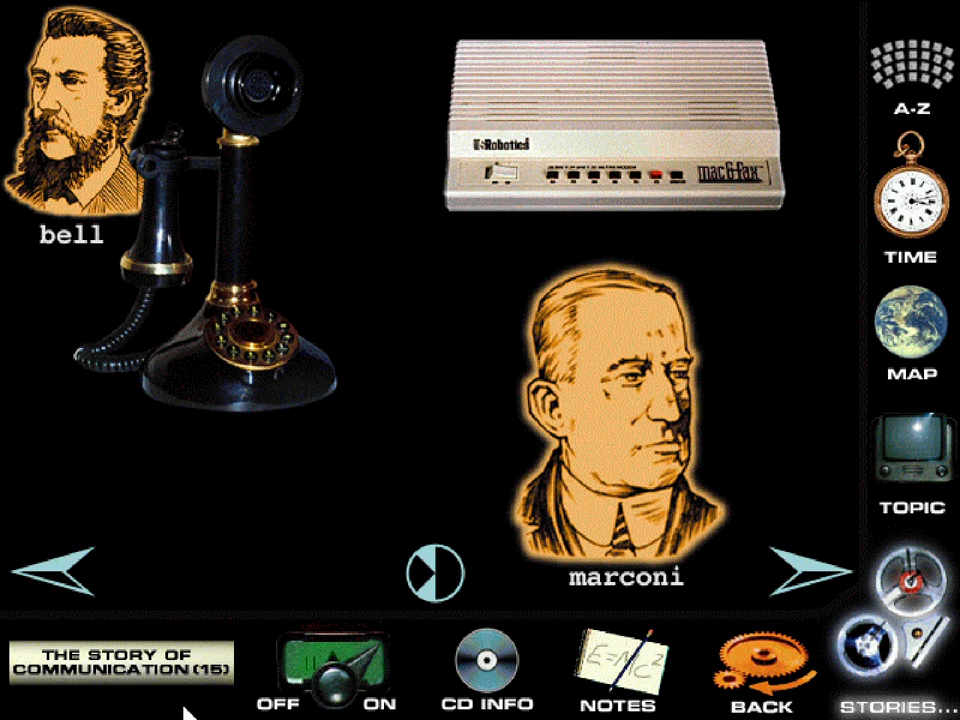 bell
U.S.Robotics
mac&fax
marconi
A-Z
TIME
MAP
TOPIC
STORIES...
THE STORY OF
COMMUNICATION (15)
OFF
ON
CD INFO
E=Mc²
NOTES
BACK